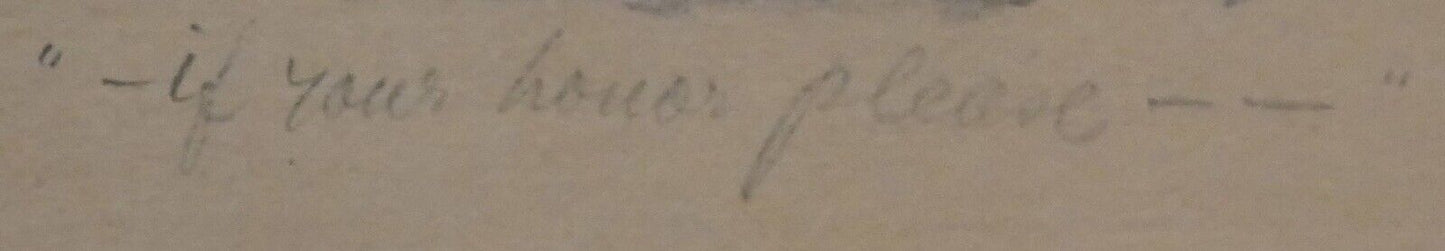 " – if your honor please — — "